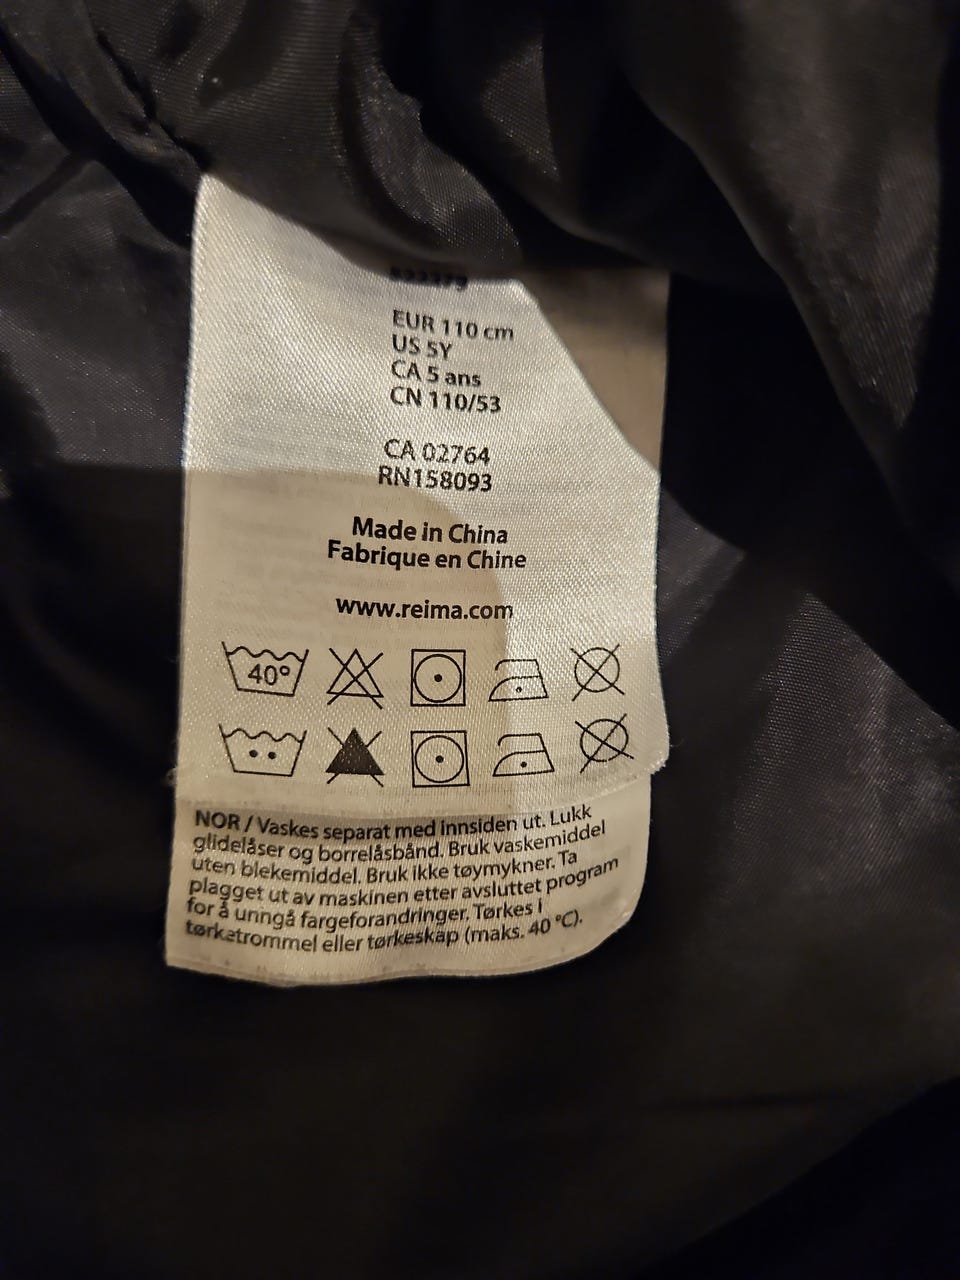 EUR 110 cm
US 5Y
CA 5 ans
CN 110/53
CA 02764
RN158093
Made in China
Fabrique en Chine
www.reima.com
40°
NOR / Vaskes separat med innsiden ut. Lukk
glidelåser og borrelåsbånd. Bruk vaskemiddel
uten blekemiddel. Bruk ikke tøymykner. Ta
plagget ut av maskinen etter avsluttet program
for å unngå fargeforandringer. Tørkes i
tørketrommel eller tørkeskap (maks. 40 °C).